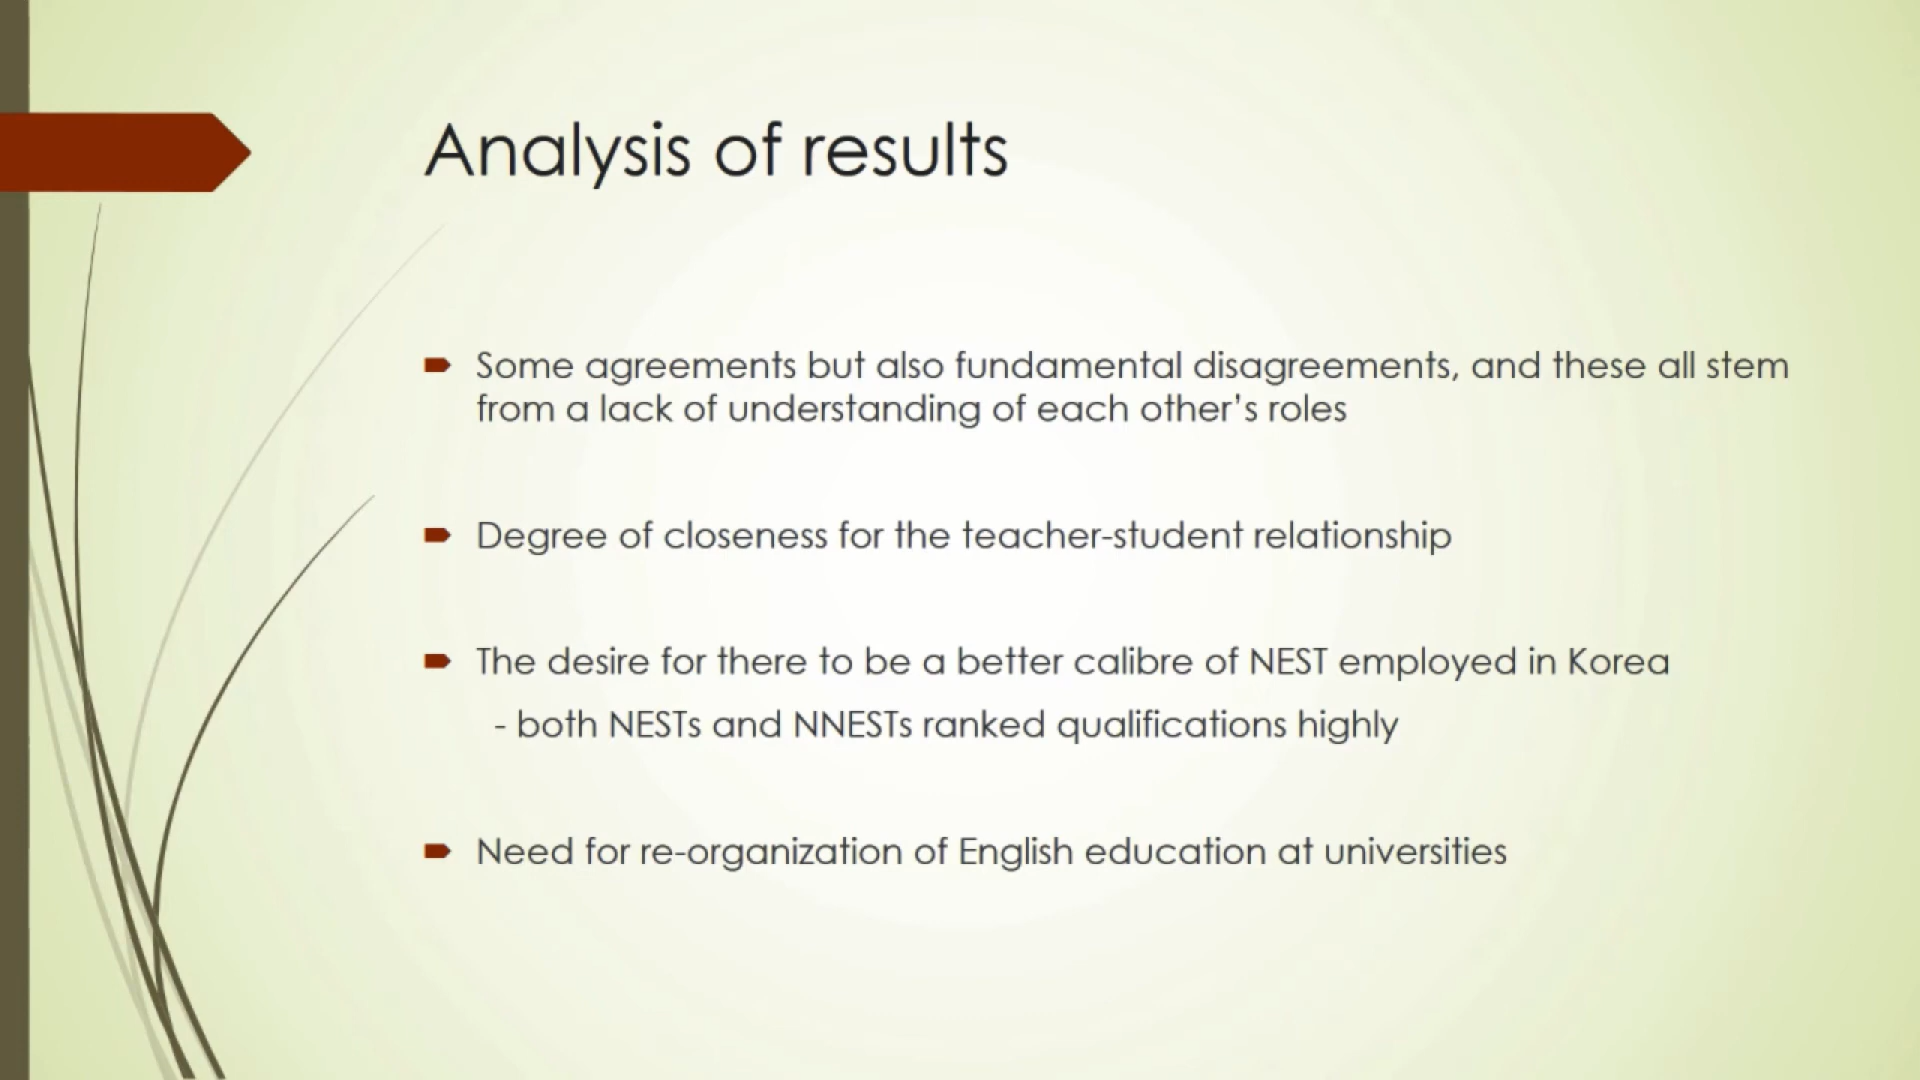 Analysis of results
Some agreements but also fundamental disagreements, and these all stem
from a lack of understanding of each other’s roles
Degree of closeness for the teacher-student relationship
The desire for there to be a better calibre of NEST employed in Korea
- both NESTs and NNESTs ranked qualifications highly
Need for re-organization of English education at universities